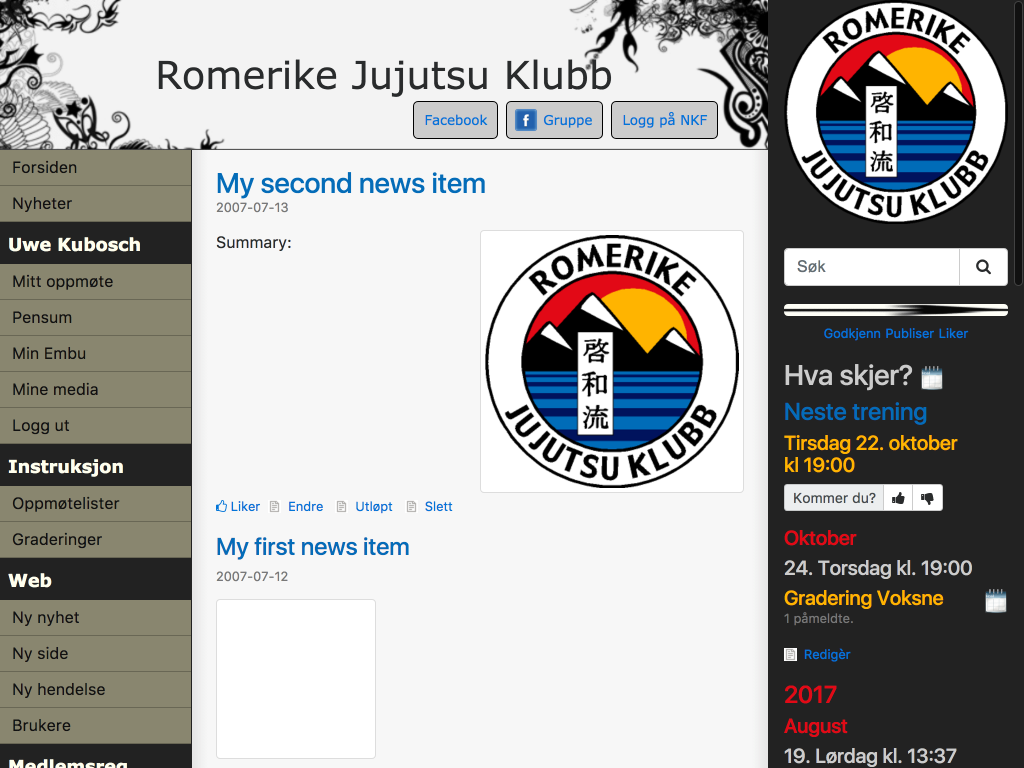 Romerike Jujutsu Klubb
Facebook
Gruppe
Logg på NKF
Forsiden
Nyheter
Uwe Kubosch
Mitt oppmøte
Pensum
Min Embu
Mine media
Logg ut
Instruksjon
Oppmøtelister
Graderinger
Web
Ny nyhet
Ny side
Ny hendelse
Brukere
Medlemsreg
My second news item
2007-07-13
Summary:
ROMERIKE
啓和流
JUJUTSU KLUBB
Liker
Endre
Utløpt
Slett
My first news item
2007-07-12
ROMERIKE
啓和流
JUJUTSU KLUBB
Søk
Godkjenn Publiser Liker
Hva skjer?
Neste trening
Tirsdag 22. oktober
kl 19:00
Kommer du?
Oktober
24. Torsdag kl. 19:00
Gradering Voksne
1 påmeldte.
Redigèr
2017
August
19. Lørdag kl. 13:37